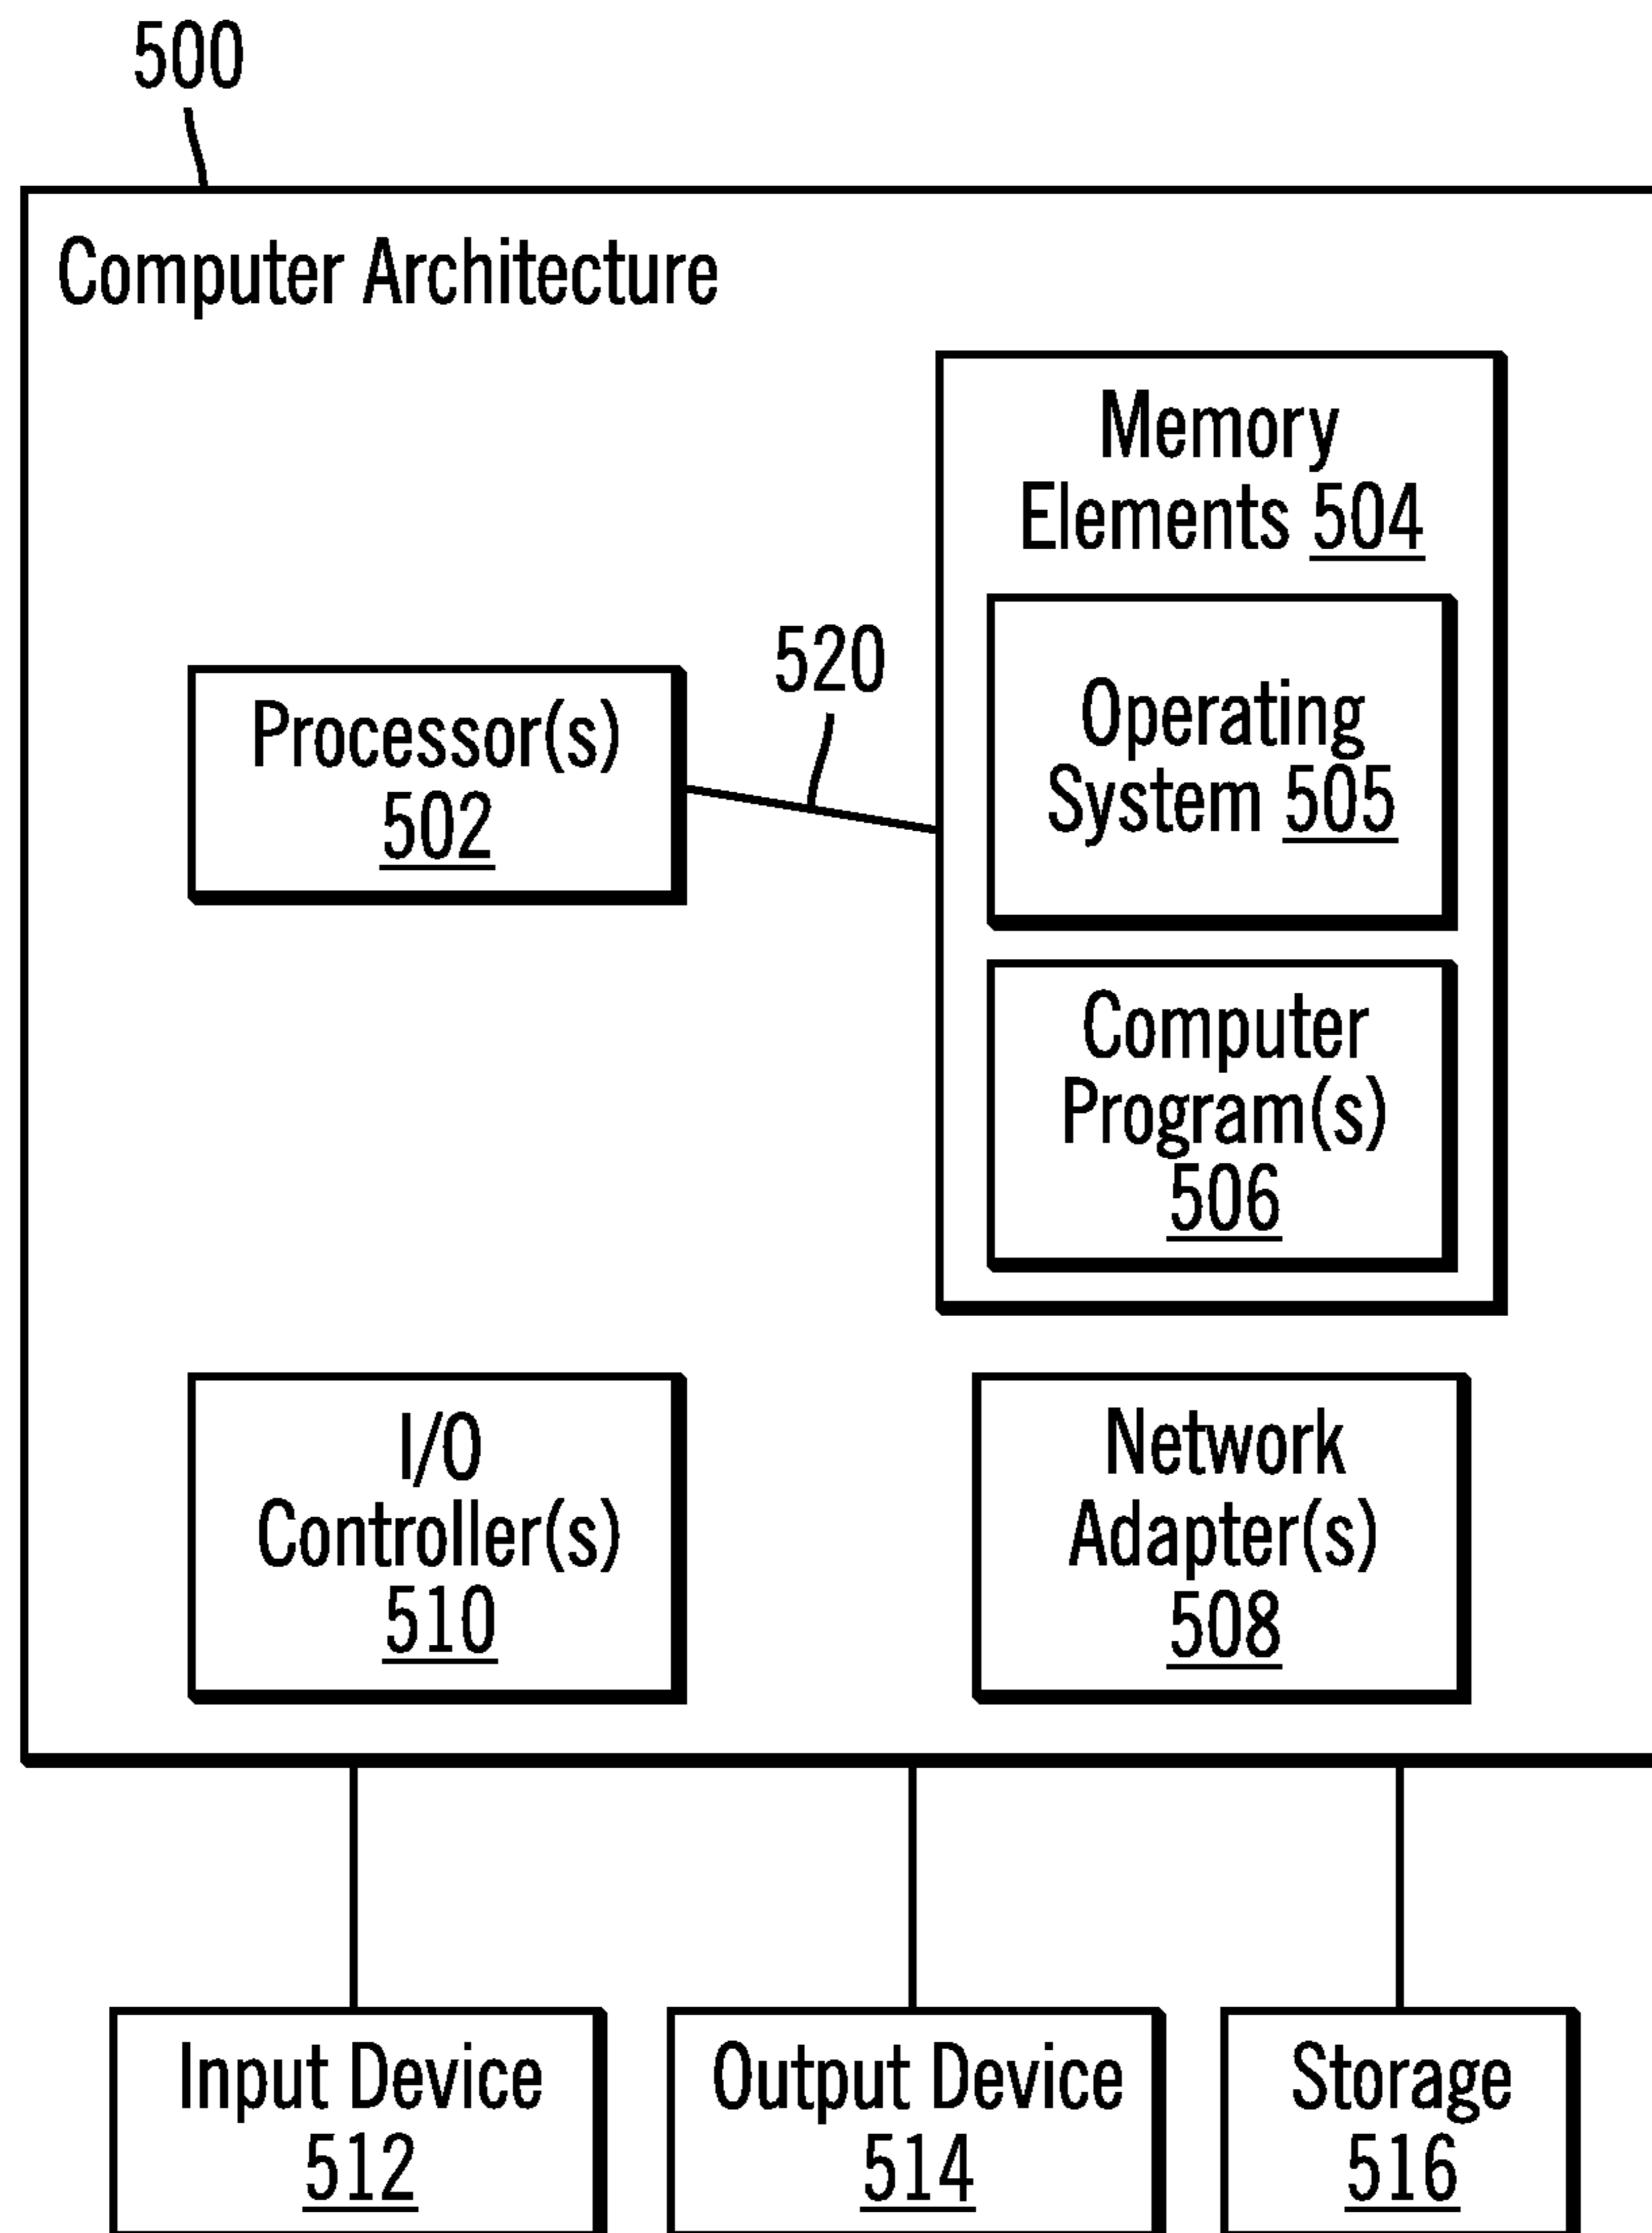 500
Computer Architecture
Memory
Elements 504
520
Operating
System 505
Processor(s)
502
Computer
Program(s)
506
I/O
Controller(s)
510
Network
Adapter(s)
508
Input Device
512
Output Device
514
Storage
516